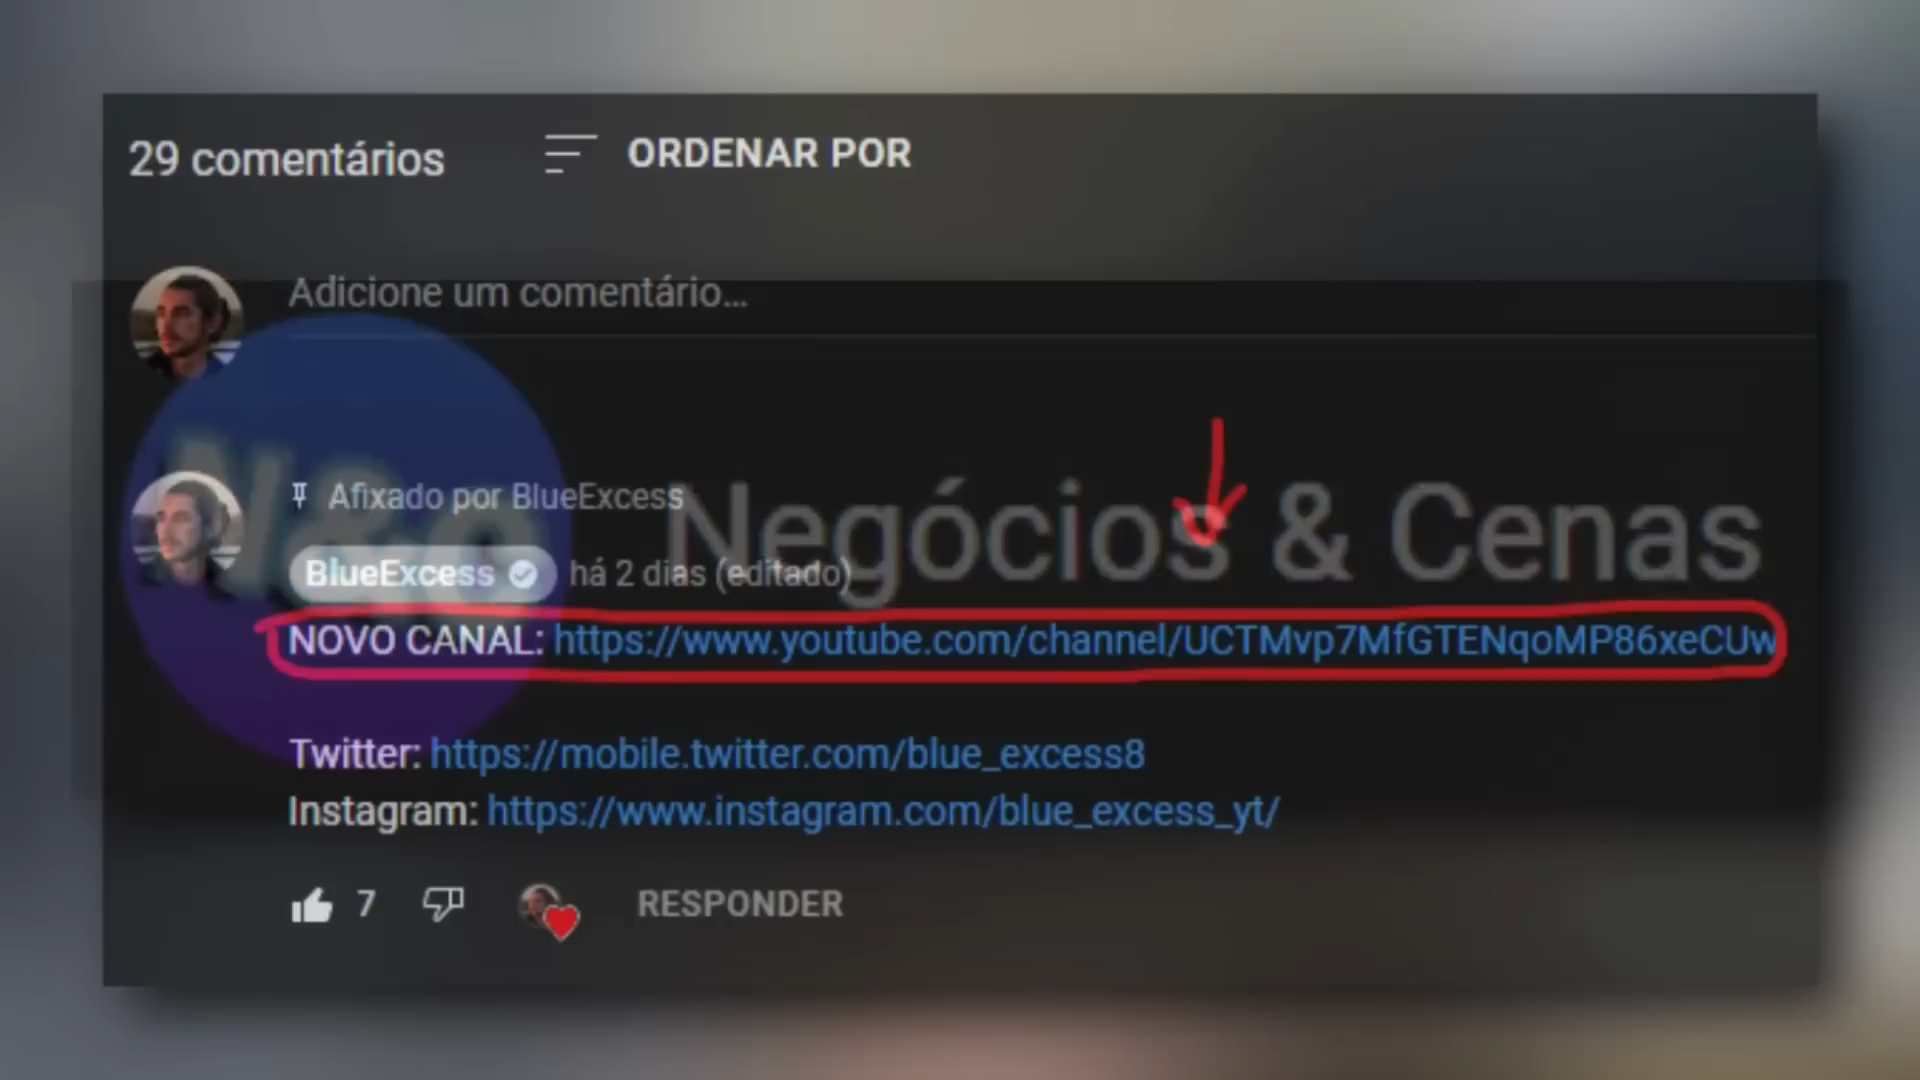 29 comentários
ORDENAR POR
Adicione um comentário...
Afixado por BlueExcess
Negócios & Cenas
BlueExcess há 2 dias (editado)
NOVO CANAL: https://www.youtube.com/channel/UCTMvp7MfGTENqoMP86xeCUw
Twitter: https://mobile.twitter.com/blue_excess8
Instagram: https://www.instagram.com/blue_excess_yt/
7
RESPONDER